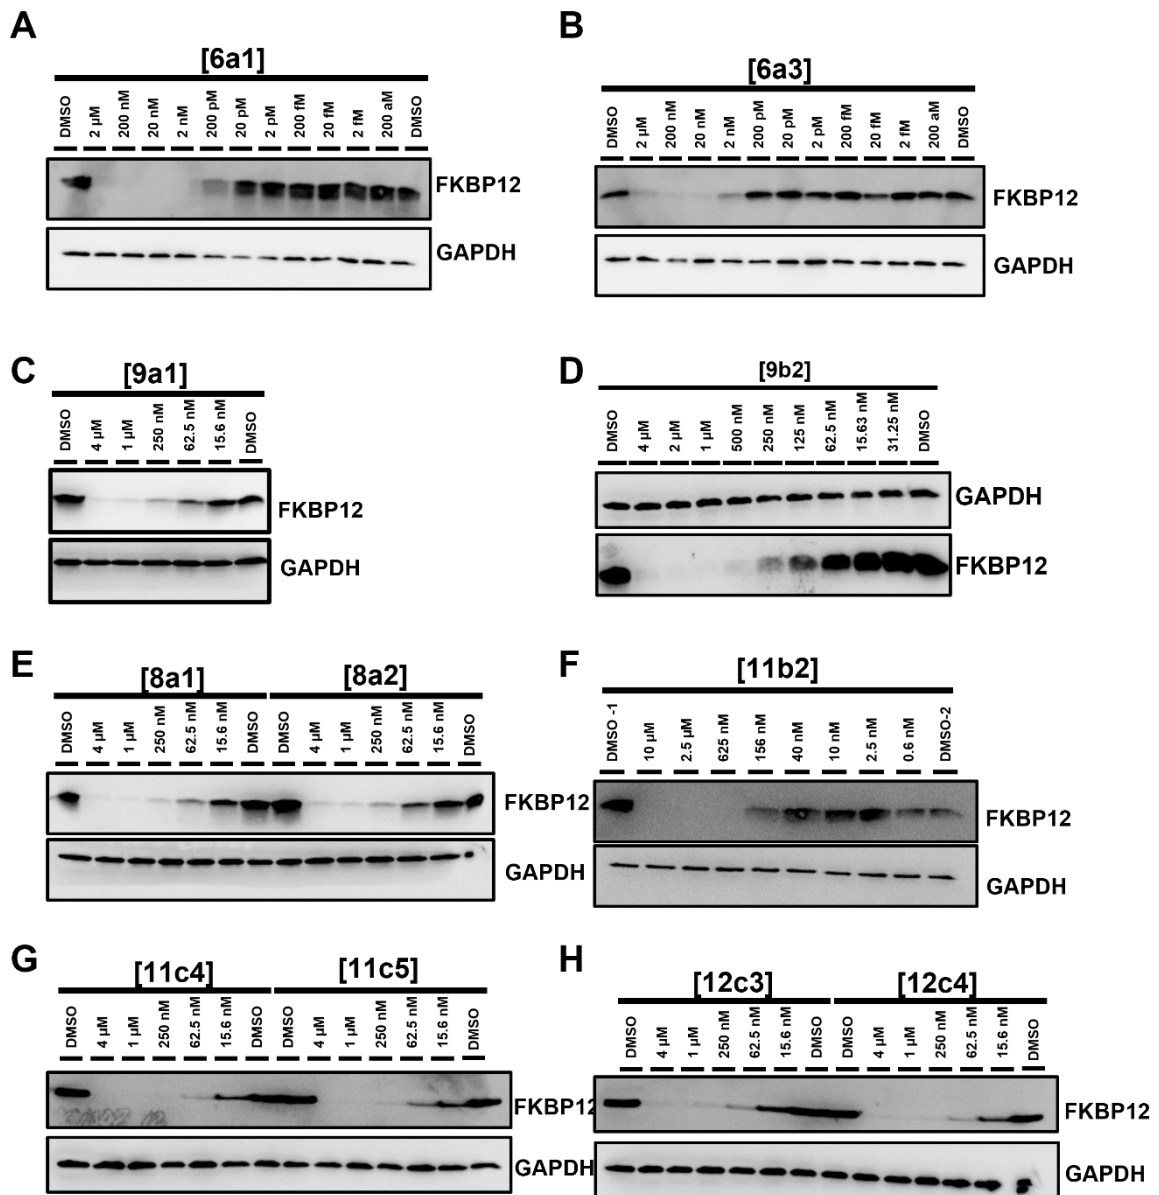 A
[6a1]
DMSO
2 µM
200 nM
20 nM
2 nM
200 pM
20 pM
2 pM
200 fM
20 fM
2 fM
200 aM
DMSO
FKBP12
GAPDH
B
[6a3]
DMSO
2 µM
200 nM
20 nM
2 nM
200 pM
20 pM
2 pM
200 fM
20 fM
2 fM
200 aM
DMSO
FKBP12
GAPDH
C
[9a1]
DMSO
4 µM
1 µM
250 nM
62.5 nM
15.6 nM
DMSO
FKBP12
GAPDH
D
[9b2]
DMSO
4 µM
2 µM
1 µM
500 nM
250 nM
125 nM
62.5 nM
15.63 nM
31.25 nM
DMSO
GAPDH
FKBP12
E
[8a1]
[8a2]
DMSO
4 µM
1 µM
250 nM
62.5 nM
15.6 nM
DMSO
DMSO
4 µM
1 µM
250 nM
62.5 nM
15.6 nM
DMSO
FKBP12
GAPDH
F
[11b2]
DMSO -1
10 µM
2.5 µM
625 nM
156 nM
40 nM
10 nM
2.5 nM
0.6 nM
DMSO-2
FKBP12
GAPDH
G
[11c4]
[11c5]
DMSO
4 µM
1 µM
250 nM
62.5 nM
15.6 nM
DMSO
DMSO
4 µM
1 µM
250 nM
62.5 nM
15.6 nM
DMSO
FKBP12
GAPDH
H
[12c3]
[12c4]
DMSO
4 µM
1 µM
250 nM
62.5 nM
15.6 nM
DMSO
DMSO
4 µM
1 µM
250 nM
62.5 nM
15.6 nM
DMSO
FKBP12
GAPDH